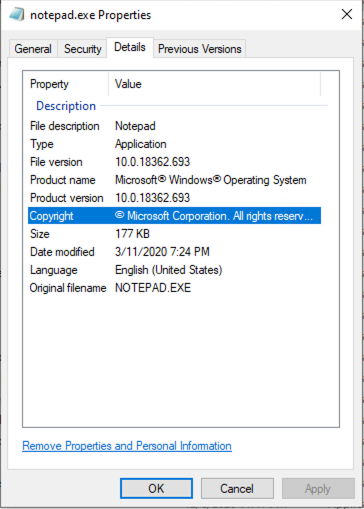 notepad.exe Properties
General Security Details Previous Versions
Property Value
Description
File description Notepad
Type Application
File version 10.0.18362.693
Product name Microsoft® Windows® Operating System
Product version 10.0.18362.693
Copyright © Microsoft Corporation. All rights reserv...
Size 177 KB
Date modified 3/11/2020 7:24 PM
Language English (United States)
Original filename NOTEPAD.EXE
Remove Properties and Personal Information
OK Cancel Apply